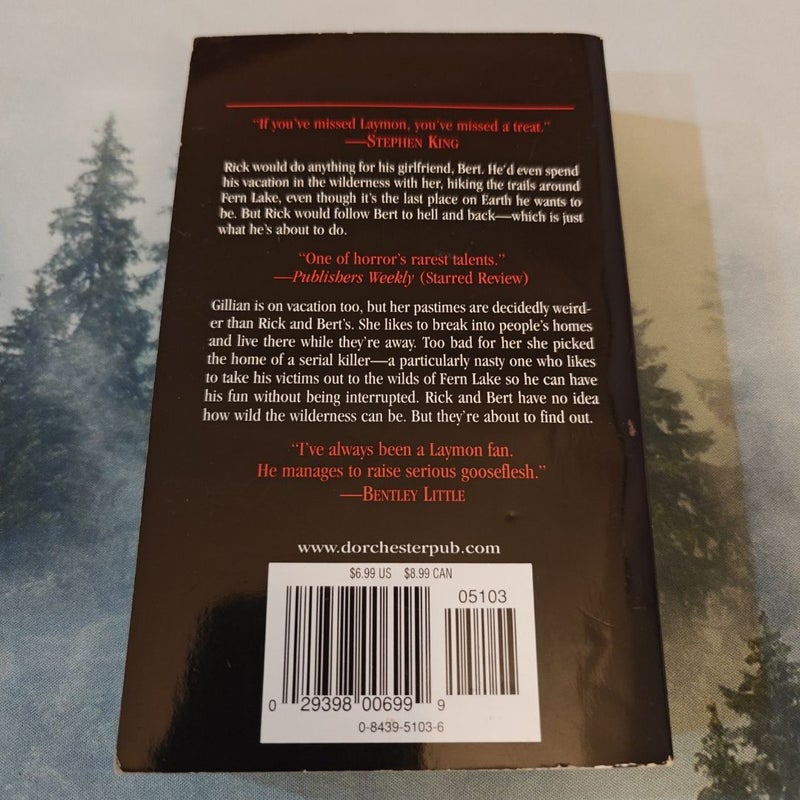 "If you've missed Laymon, you've missed a treat."
—STEPHEN KING
Rick would do anything for his girlfriend, Bert. He'd even spend
his vacation in the wilderness with her, hiking the trails around
Fern Lake, even though it's the last place on Earth he wants to
be. But Rick would follow Bert to hell and back—which is just
what he's about to do.
"One of horror's rarest talents."
—Publishers Weekly (Starred Review)
Gillian is on vacation too, but her pastimes are decidedly weird-
er than Rick and Bert's. She likes to break into people's homes
and live there while they're away. Too bad for her she picked
the home of a serial killer—a particularly nasty one who likes
to take his victims out to the wilds of Fern Lake so he can have
his fun without being interrupted. Rick and Bert have no idea
how wild the wilderness can be. But they're about to find out.
"I've always been a Laymon fan.
He manages to raise serious gooseflesh."
—BENTLEY LITTLE
www.dorchesterpub.com
$6.99 US $8.99 CAN
05103
0 29398 00699 9
0-8439-5103-6